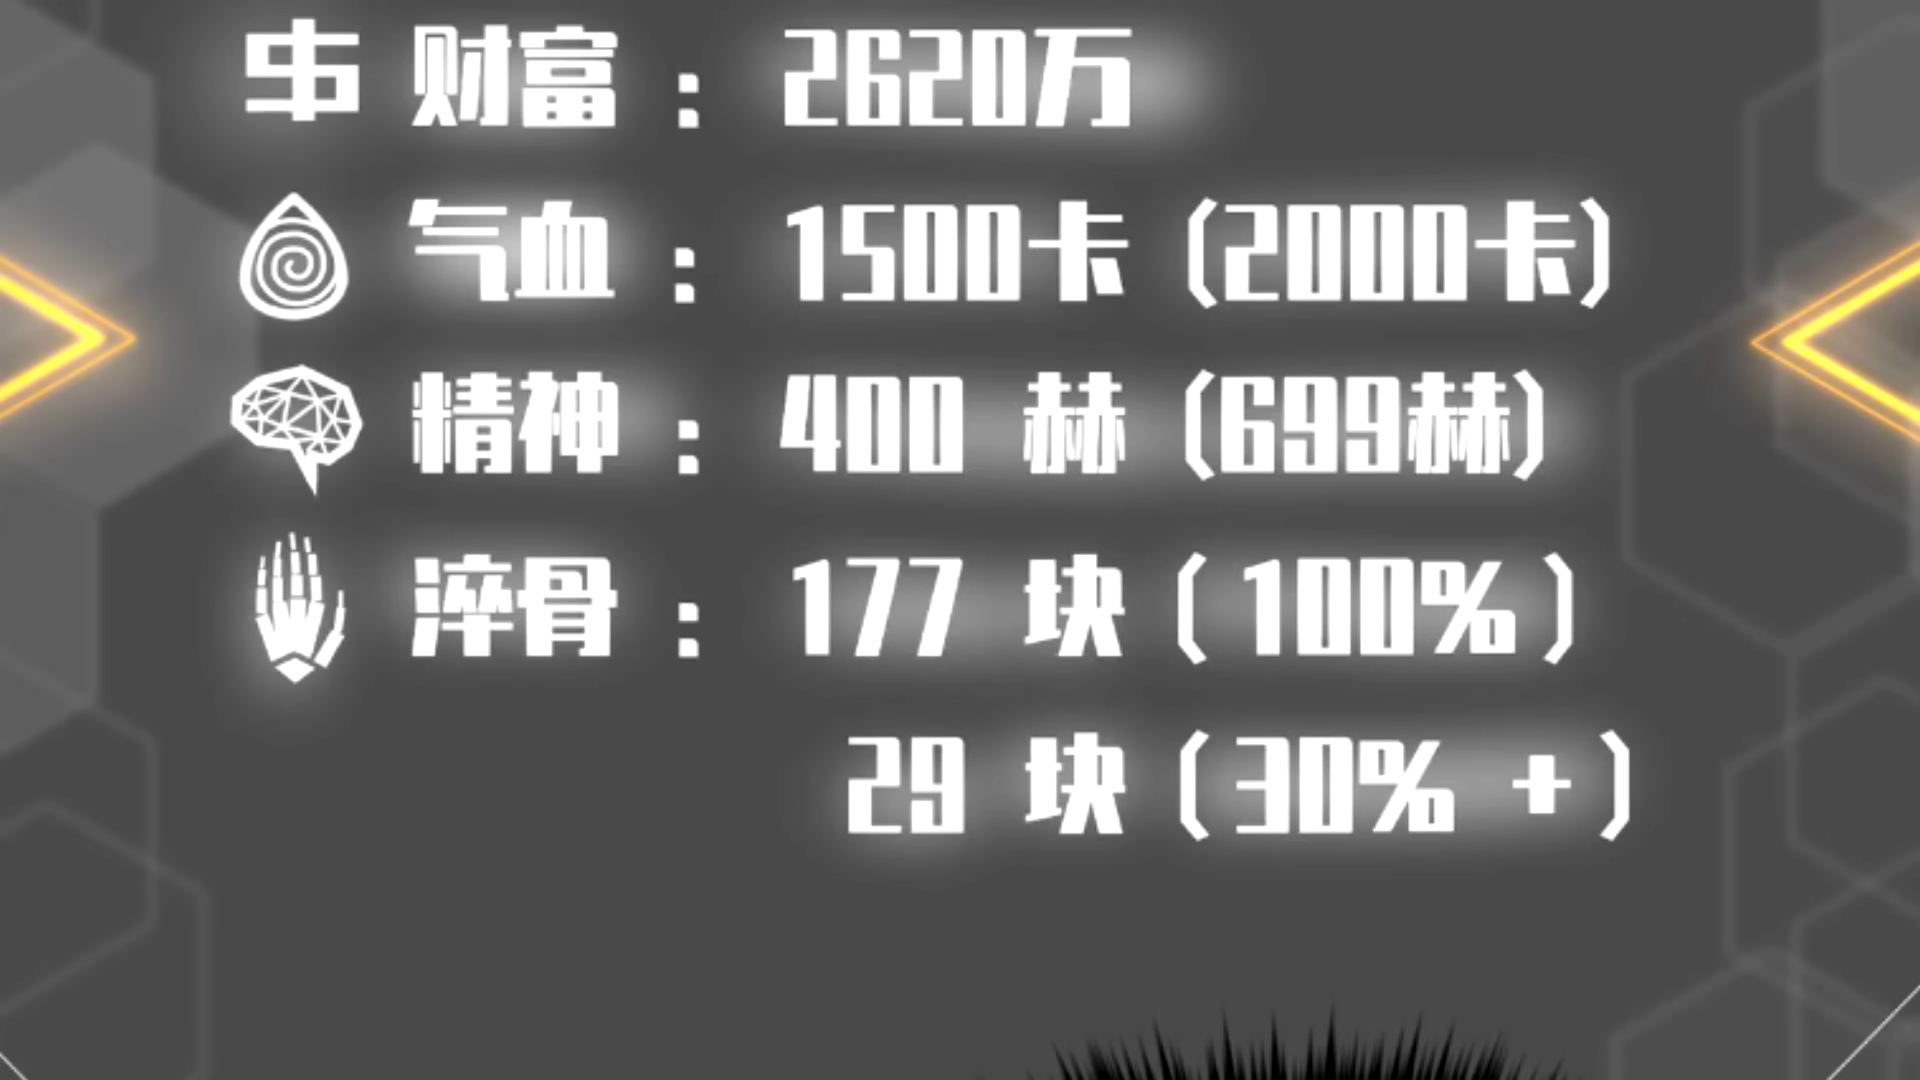 财富：2620万
气血：1500卡（2000卡）
精神：400 赫（699赫）
淬骨：177 块（100%）
29 块（30% +）